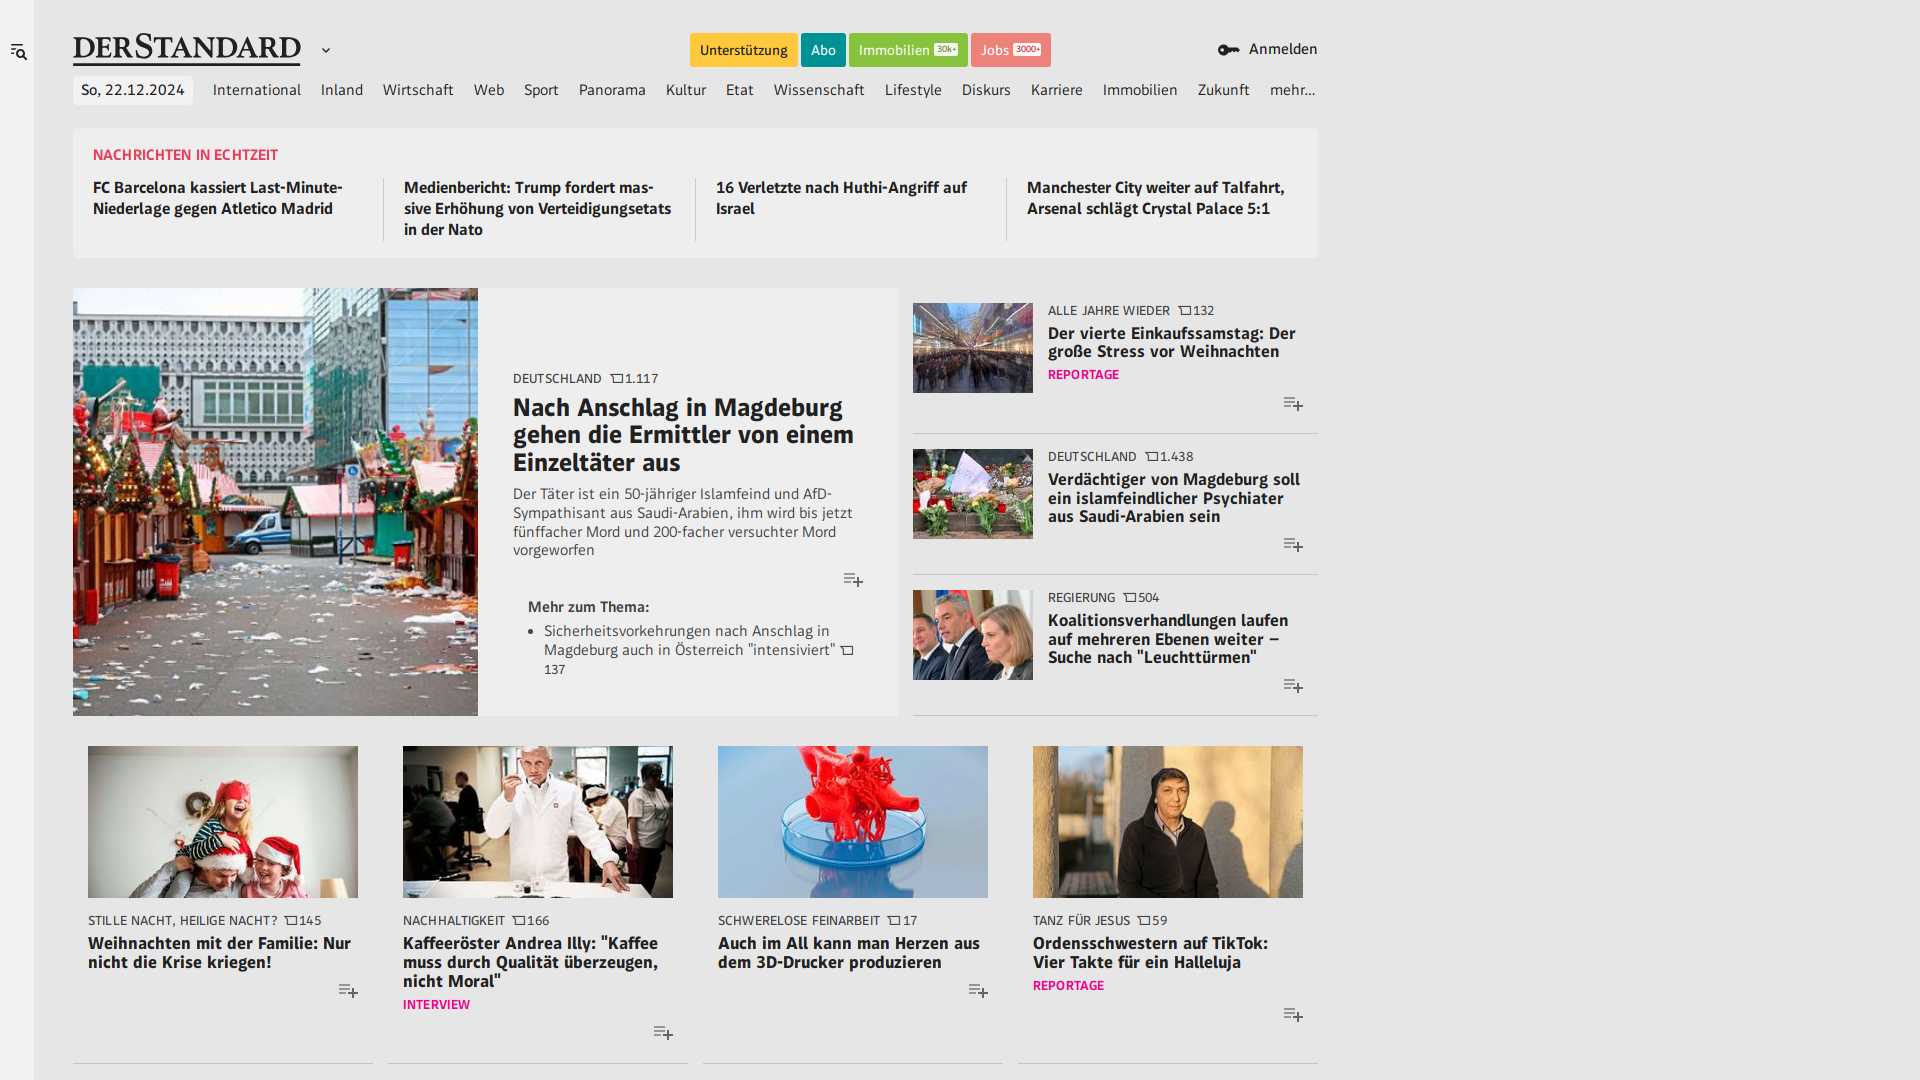 DERSTANDARD
Unterstützung
Abo
Immobilien 30k+
Jobs 3000+
Anmelden
So, 22.12.2024
International
Inland
Wirtschaft
Web
Sport
Panorama
Kultur
Etat
Wissenschaft
Lifestyle
Diskurs
Karriere
Immobilien
Zukunft
mehr...
NACHRICHTEN IN ECHTZEIT
FC Barcelona kassiert Last-Minute-
Niederlage gegen Atletico Madrid
Medienbericht: Trump fordert mas-
sive Erhöhung von Verteidigungsetats
in der Nato
16 Verletzte nach Huthi-Angriff auf
Israel
Manchester City weiter auf Talfahrt,
Arsenal schlägt Crystal Palace 5:1
DEUTSCHLAND 1.117
Nach Anschlag in Magdeburg
gehen die Ermittler von einem
Einzeltäter aus
Der Täter ist ein 50-jähriger Islamfeind und AfD-
Sympathisant aus Saudi-Arabien, ihm wird bis jetzt
fünffacher Mord und 200-facher versuchter Mord
vorgeworfen
Mehr zum Thema:
• Sicherheitsvorkehrungen nach Anschlag in
Magdeburg auch in Österreich "intensiviert"
137
ALLE JAHRE WIEDER 132
Der vierte Einkaufssamstag: Der
große Stress vor Weihnachten
REPORTAGE
DEUTSCHLAND 1.438
Verdächtiger von Magdeburg soll
ein islamfeindlicher Psychiater
aus Saudi-Arabien sein
REGIERUNG 504
Koalitionsverhandlungen laufen
auf mehreren Ebenen weiter –
Suche nach "Leuchttürmen"
STILLE NACHT, HEILIGE NACHT? 145
Weihnachten mit der Familie: Nur
nicht die Krise kriegen!
NACHHALTIGKEIT 166
Kaffeeröster Andrea Illy: "Kaffee
muss durch Qualität überzeugen,
nicht Moral"
INTERVIEW
SCHWERELOSE FEINARBEIT 17
Auch im All kann man Herzen aus
dem 3D-Drucker produzieren
TANZ FÜR JESUS 59
Ordensschwestern auf TikTok:
Vier Takte für ein Halleluja
REPORTAGE